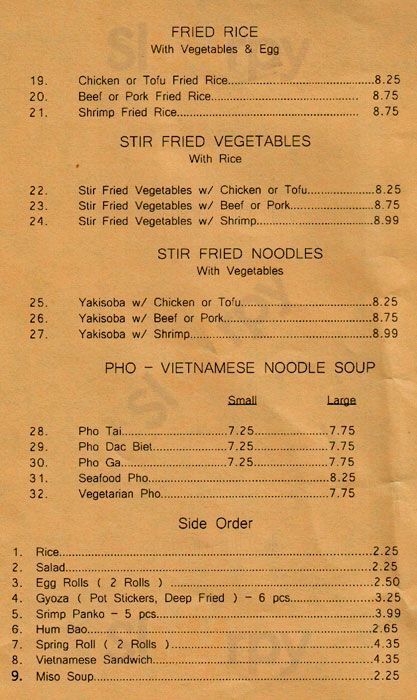 FRIED RICE
With Vegetables & Egg
19. Chicken or Tofu Fried Rice..........8.25
20. Beef or Pork Fried Rice.......... 8.75
21. Shrimp Fried Rice.......... 8.75
STIR FRIED VEGETABLES
With Rice
22. Stir Fried Vegetables w/ Chicken or Tofu..........8.25
23. Stir Fried Vegetables w/ Beef or Pork..........8.75
24. Stir Fried Vegetables w/ Shrimp..........8.99
STIR FRIED NOODLES
With Vegetables
25. Yakisoba w/ Chicken or Tofu..........8.25
26. Yakisoba w/ Beef or Pork..........8.75
27. Yakisoba w/ Shrimp..........8.99
PHO - VIETNAMESE NOODLE SOUP
Small Large
28. Pho Tai..........7.25..........7.75
29. Pho Dac Biet..........7.25..........7.75
30. Pho Ga..........7.25..........7.75
31. Seafood Pho..........8.25
32. Vegetarian Pho..........7.75
Side Order
1. Rice..........2.25
2. Salad..........2.25
3. Egg Rolls ( 2 Rolls ) ..........2.50
4. Gyoza ( Pot Stickers, Deep Fried ) - 6 pcs..........3.25
5. Srimp Panko - 5 pcs..........3.99
6. Hum Bao..........2.65
7. Spring Roll ( 2 Rolls )..........4.35
8. Vietnamese Sandwich..........4.35
9. Miso Soup..........2.25